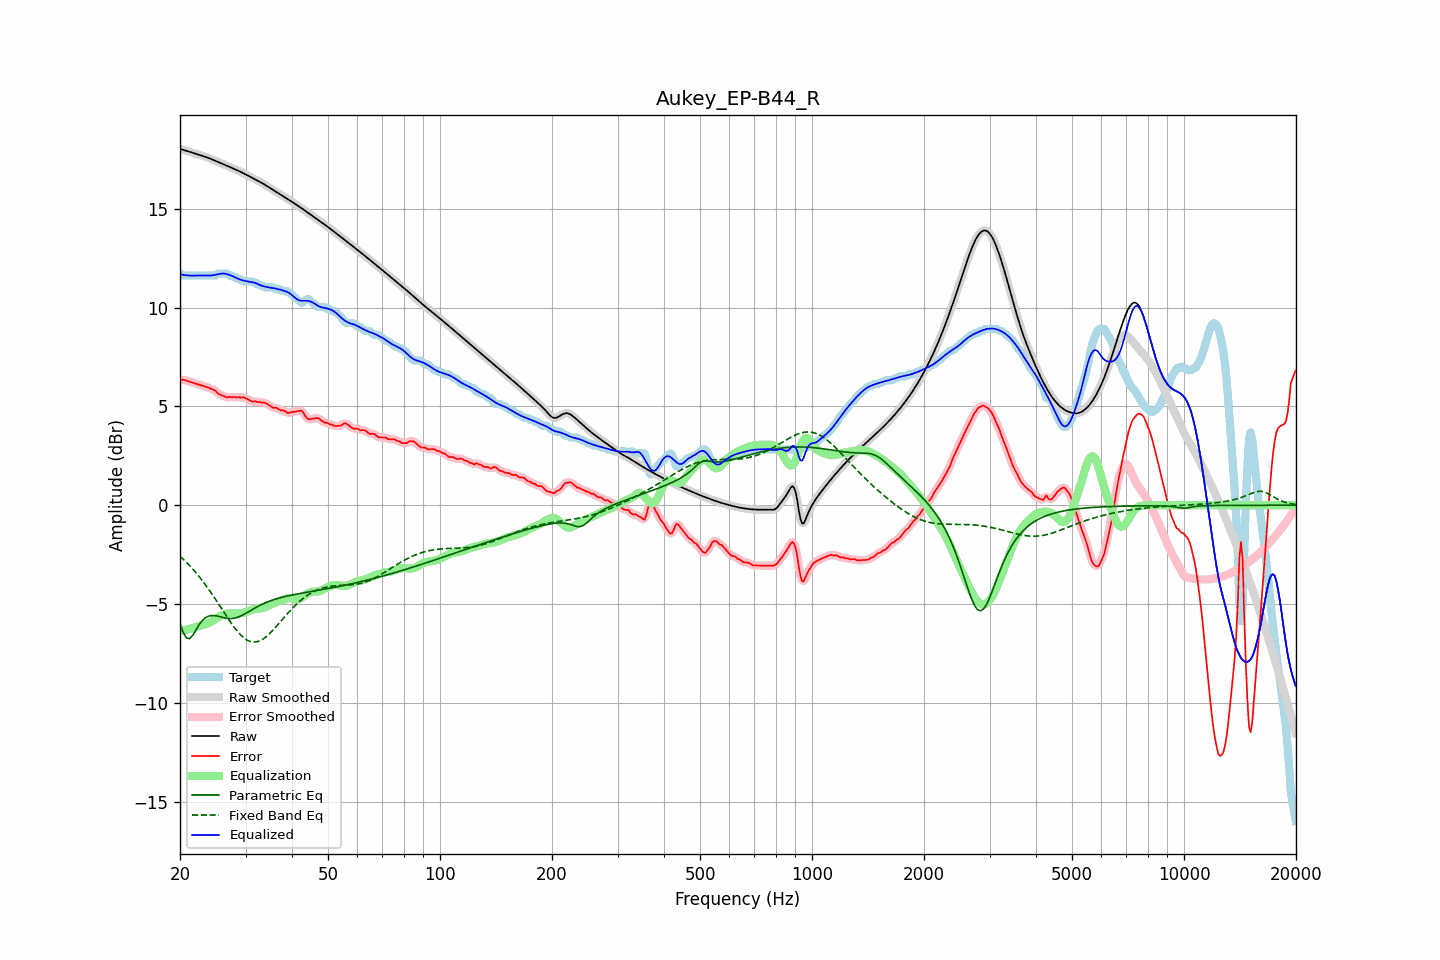 Aukey_EP-B44_R
Amplitude (dBr)
15
10
5
0
−5
−10
−15
Target
Raw Smoothed
Error Smoothed
Raw
Error
Equalization
Parametric Eq
Fixed Band Eq
Equalized
20 50 100 200 500 1000 2000 5000 10000 20000
Frequency (Hz)